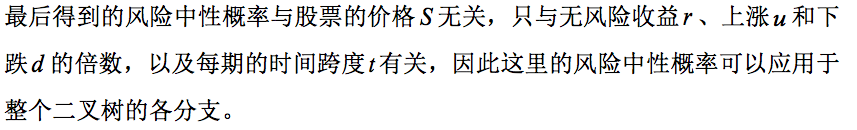 最后得到的风险中性概率与股票的价格S无关，只与无风险收益r、上涨u和下
跌d的倍数，以及每期的时间跨度t有关，因此这里的风险中性概率可以应用于
整个二叉树的各分支。